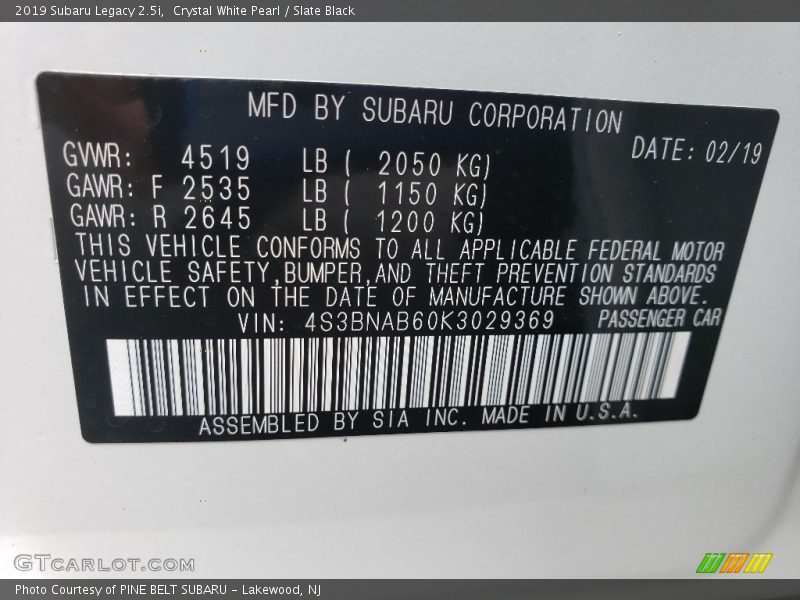 2019 Subaru Legacy 2.5i,  Crystal White Pearl / Slate Black
MFD BY SUBARU CORPORATION
DATE: 02/19
GVWR: 4519 LB ( 2050 KG)
GAWR: F 2535 LB ( 1150 KG)
GAWR: R 2645 LB ( 1200 KG)
THIS VEHICLE CONFORMS TO ALL APPLICABLE FEDERAL MOTOR
VEHICLE SAFETY,BUMPER,AND THEFT PREVENTION STANDARDS
IN EFFECT ON THE DATE OF MANUFACTURE SHOWN ABOVE.
VIN: 4S3BNAB60K3029369 PASSENGER CAR
ASSEMBLED BY SIA INC. MADE IN U.S.A.
GTCARLOT.COM
Photo Courtesy of PINE BELT SUBARU – Lakewood, NJ